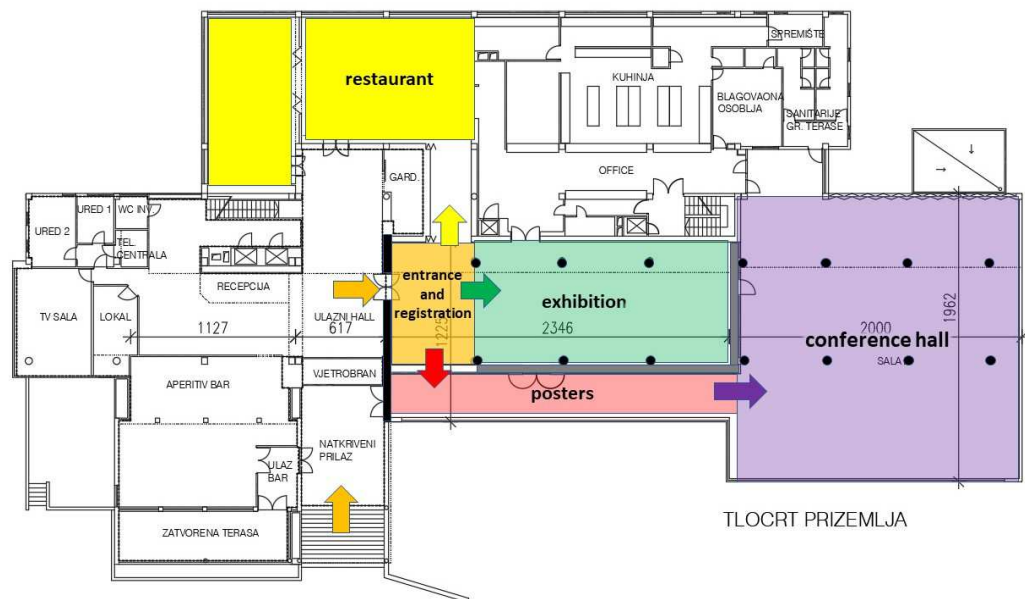 restaurant
SPREMIŠTE
KUHINJA
BLAGOVAONA
OSOBLJA
SANITARIJE
GR. TERASE
OFFICE
GARD.
URED 1
WC INV.
URED 2
TEL.
CENTRALA
RECEPCIJA
entrance
and
registration
exhibition
TV SALA
LOKAL
ULAZNI HALL
1127
617
1225
2346
2000
1962
conference hall
SALA
VJETROBRAN
APERITIV BAR
posters
NATKRIVENI
PRILAZ
ULAZ
BAR
ZATVORENA TERASA
TLOCRT PRIZEMLJA